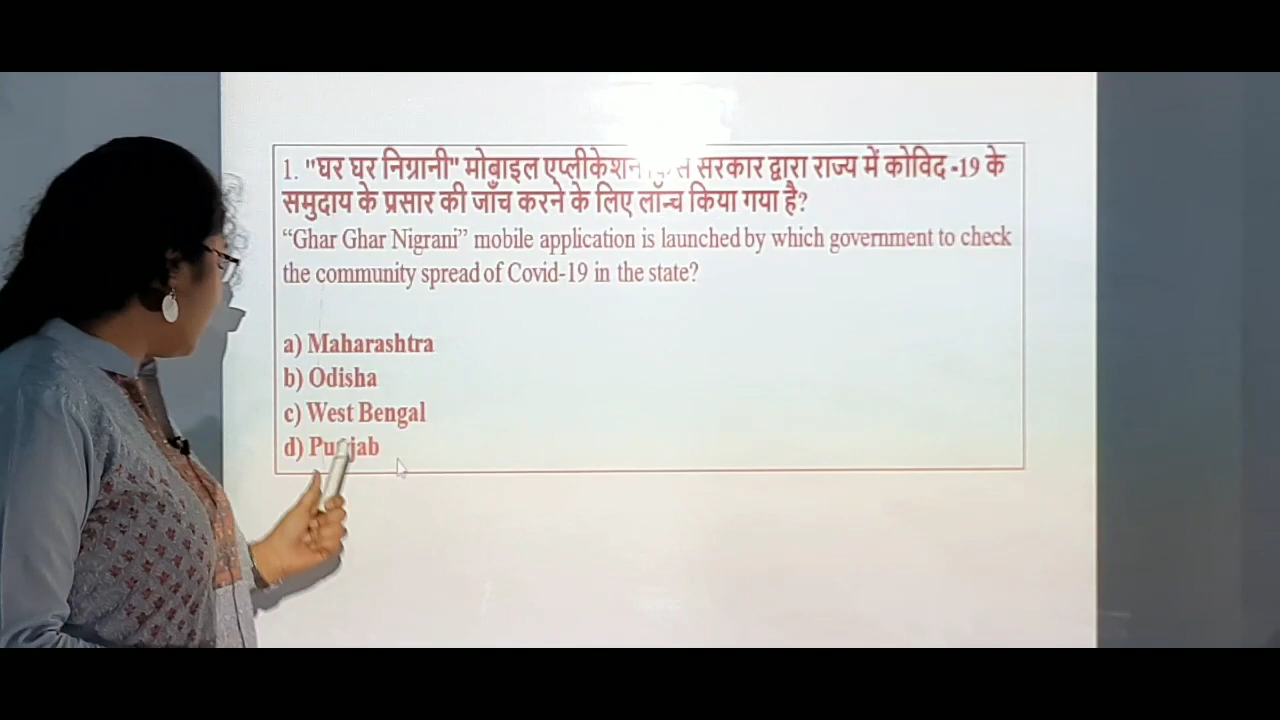 1. "घर घर निग्रानी" मोबाइल एप्लीकेशन सरकार द्वारा राज्य में कोविद -19 के
समुदाय के प्रसार की जाँच करने के लिए लॉन्च किया गया है?
“Ghar Ghar Nigrani” mobile application is launched by which government to check
the community spread of Covid-19 in the state?
a) Maharashtra
b) Odisha
c) West Bengal
d) Punjab